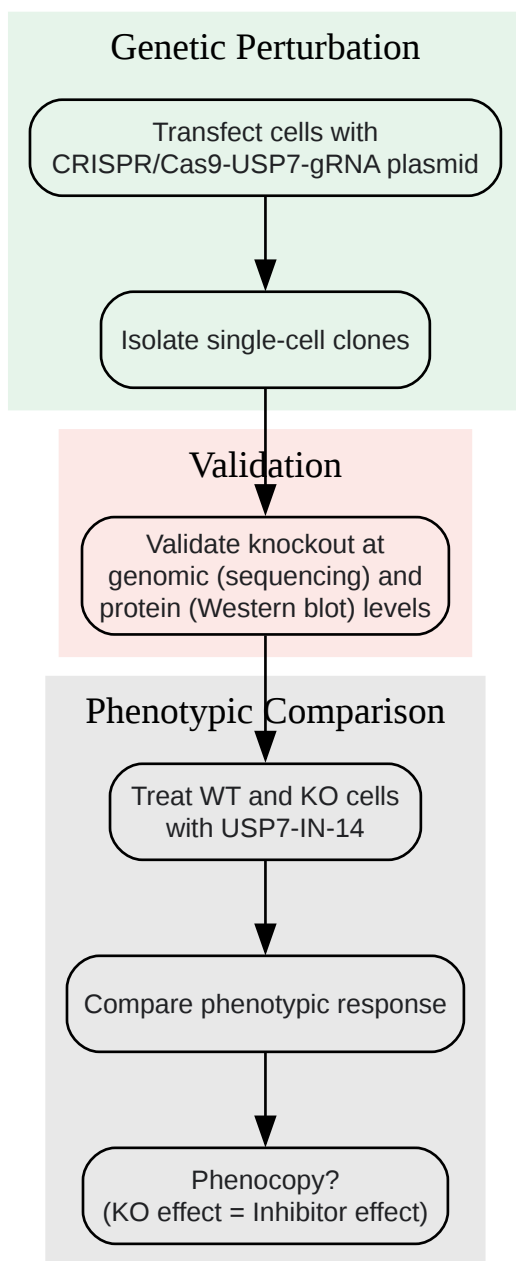 Genetic Perturbation
Transfect cells with
CRISPR/Cas9-USP7-gRNA plasmid
Isolate single-cell clones
Validation
Validate knockout at
genomic (sequencing) and
protein (Western blot) levels
Phenotypic Comparison
Treat WT and KO cells
with USP7-IN-14
Compare phenotypic response
Phenocopy?
(KO effect = Inhibitor effect)